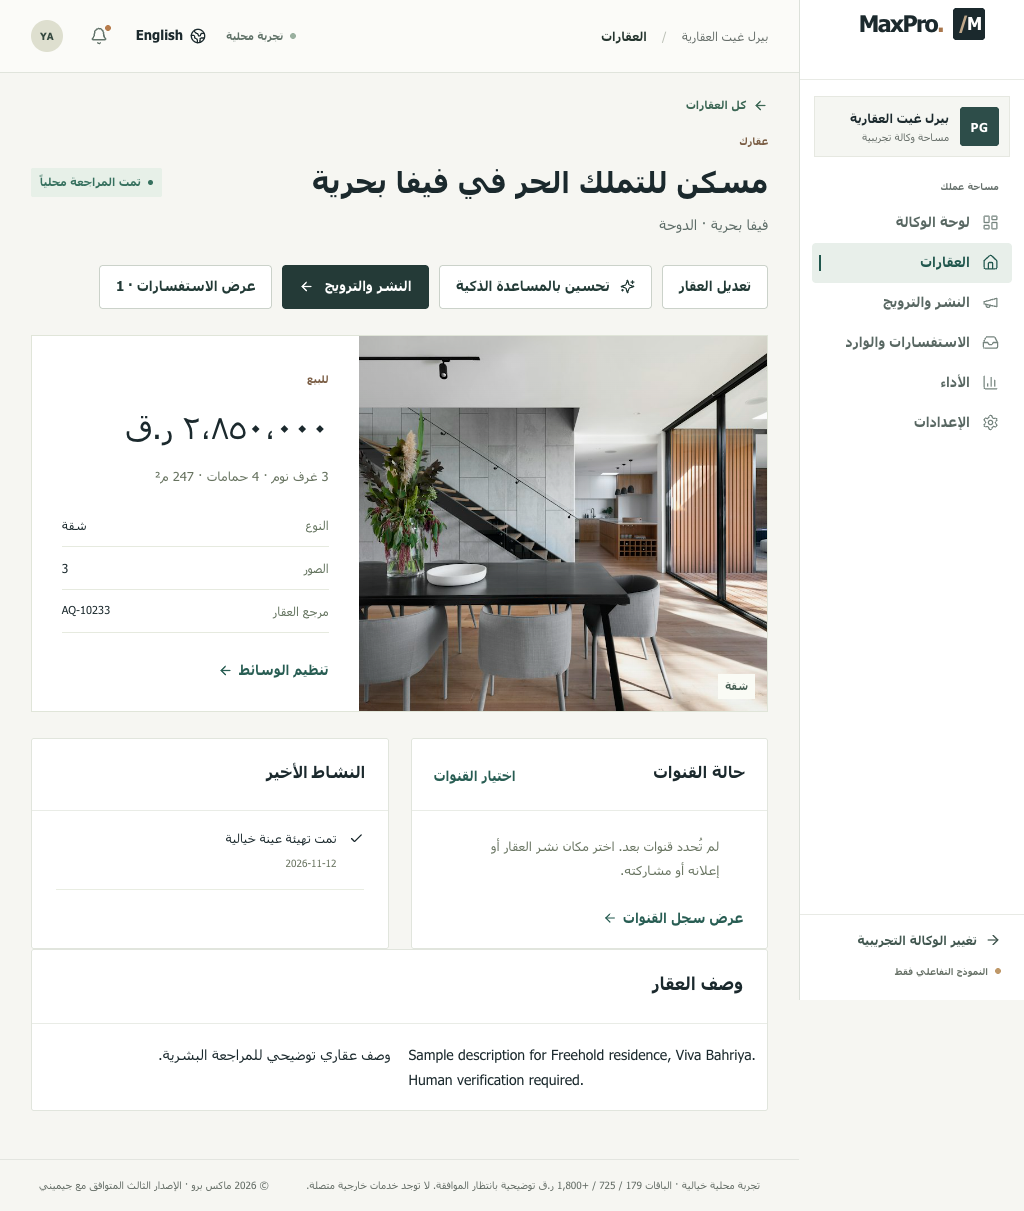 /M MaxPro.
PG
بيرل غيت العقارية
مساحة وكالة تجريبية
مساحة عملك
لوحة الوكالة
العقارات
النشر والترويج
الاستفسارات والوارد
الأداء
الإعدادات
تغيير الوكالة التجريبية
النموذج التفاعلي فقط
بيرل غيت العقارية / العقارات
تجربة محلية
English
YA
كل العقارات
عقارك
مسكن للتملك الحر في فيفا بحرية
تمت المراجعة محلياً
فيفا بحرية · الدوحة
تعديل العقار
تحسين بالمساعدة الذكية
النشر والترويج
عرض الاستفسارات · 1
شقة
للبيع
٢،٨٥٠،٠٠٠ ر.ق
3 غرف نوم · 4 حمامات · 247 م²
النوع شقة
الصور 3
مرجع العقار AQ-10233
تنظيم الوسائط
حالة القنوات
اختيار القنوات
لم تُحدد قنوات بعد. اختر مكان نشر العقار أو
إعلانه أو مشاركته.
عرض سجل القنوات
النشاط الأخير
تمت تهيئة عينة خيالية
2026-11-12
وصف العقار
Sample description for Freehold residence, Viva Bahriya.
Human verification required.
وصف عقاري توضيحي للمراجعة البشرية.
تجربة محلية خيالية · الباقات 179 / 725 / +1,800 ر.ق توضيحية بانتظار الموافقة. لا توجد خدمات خارجية متصلة.
© 2026 ماكس برو · الإصدار الثالث المتوافق مع جيميني